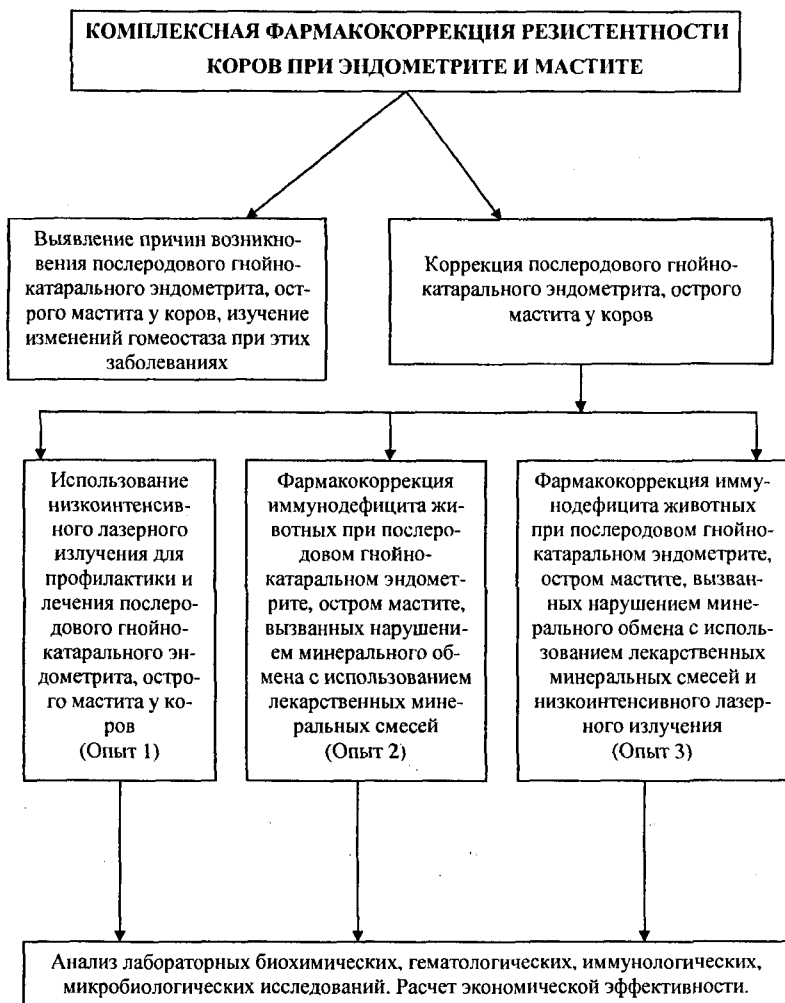 КОМПЛЕКСНАЯ ФАРМАКОКОРРЕКЦИЯ РЕЗИСТЕНТНОСТИ
КОРОВ ПРИ ЭНДОМЕТРИТЕ И МАСТИТЕ
Выявление причин возникно-
вения послеродового гнойно-
катарального эндометрита, ост-
рого мастита у коров, изучение
изменений гомеостаза при этих
заболеваниях
Коррекция послеродового гнойно-
катарального эндометрита, острого
мастита у коров
Использование
низкоинтенсив-
ного лазерного
излучения для
профилактики и
лечения послеро-
дового гнойно-
катарального эн-
дометрита, остро-
го мастита у ко-
ров
(Опыт 1)
Фармакокоррекция
иммунодефицита жи-
вотных при послеро-
довом гнойно-
катаральном эндомет-
рите, остром мастите,
вызванных нарушени-
ем минерального об-
мена с использованием
лекарственных мине-
ральных смесей
(Опыт 2)
Фармакокоррекция имму-
нодефицита животных
при послеродовом гнойно-
катаральном эндометрите,
остром мастите, вызван-
ных нарушением мине-
рального обмена с исполь-
зованием лекарственных
минеральных смесей и
низкоинтенсивного лазер-
ного излучения
(Опыт 3)
Анализ лабораторных биохимических, гематологических, иммунологических,
микробиологических исследований. Расчет экономической эффективности.